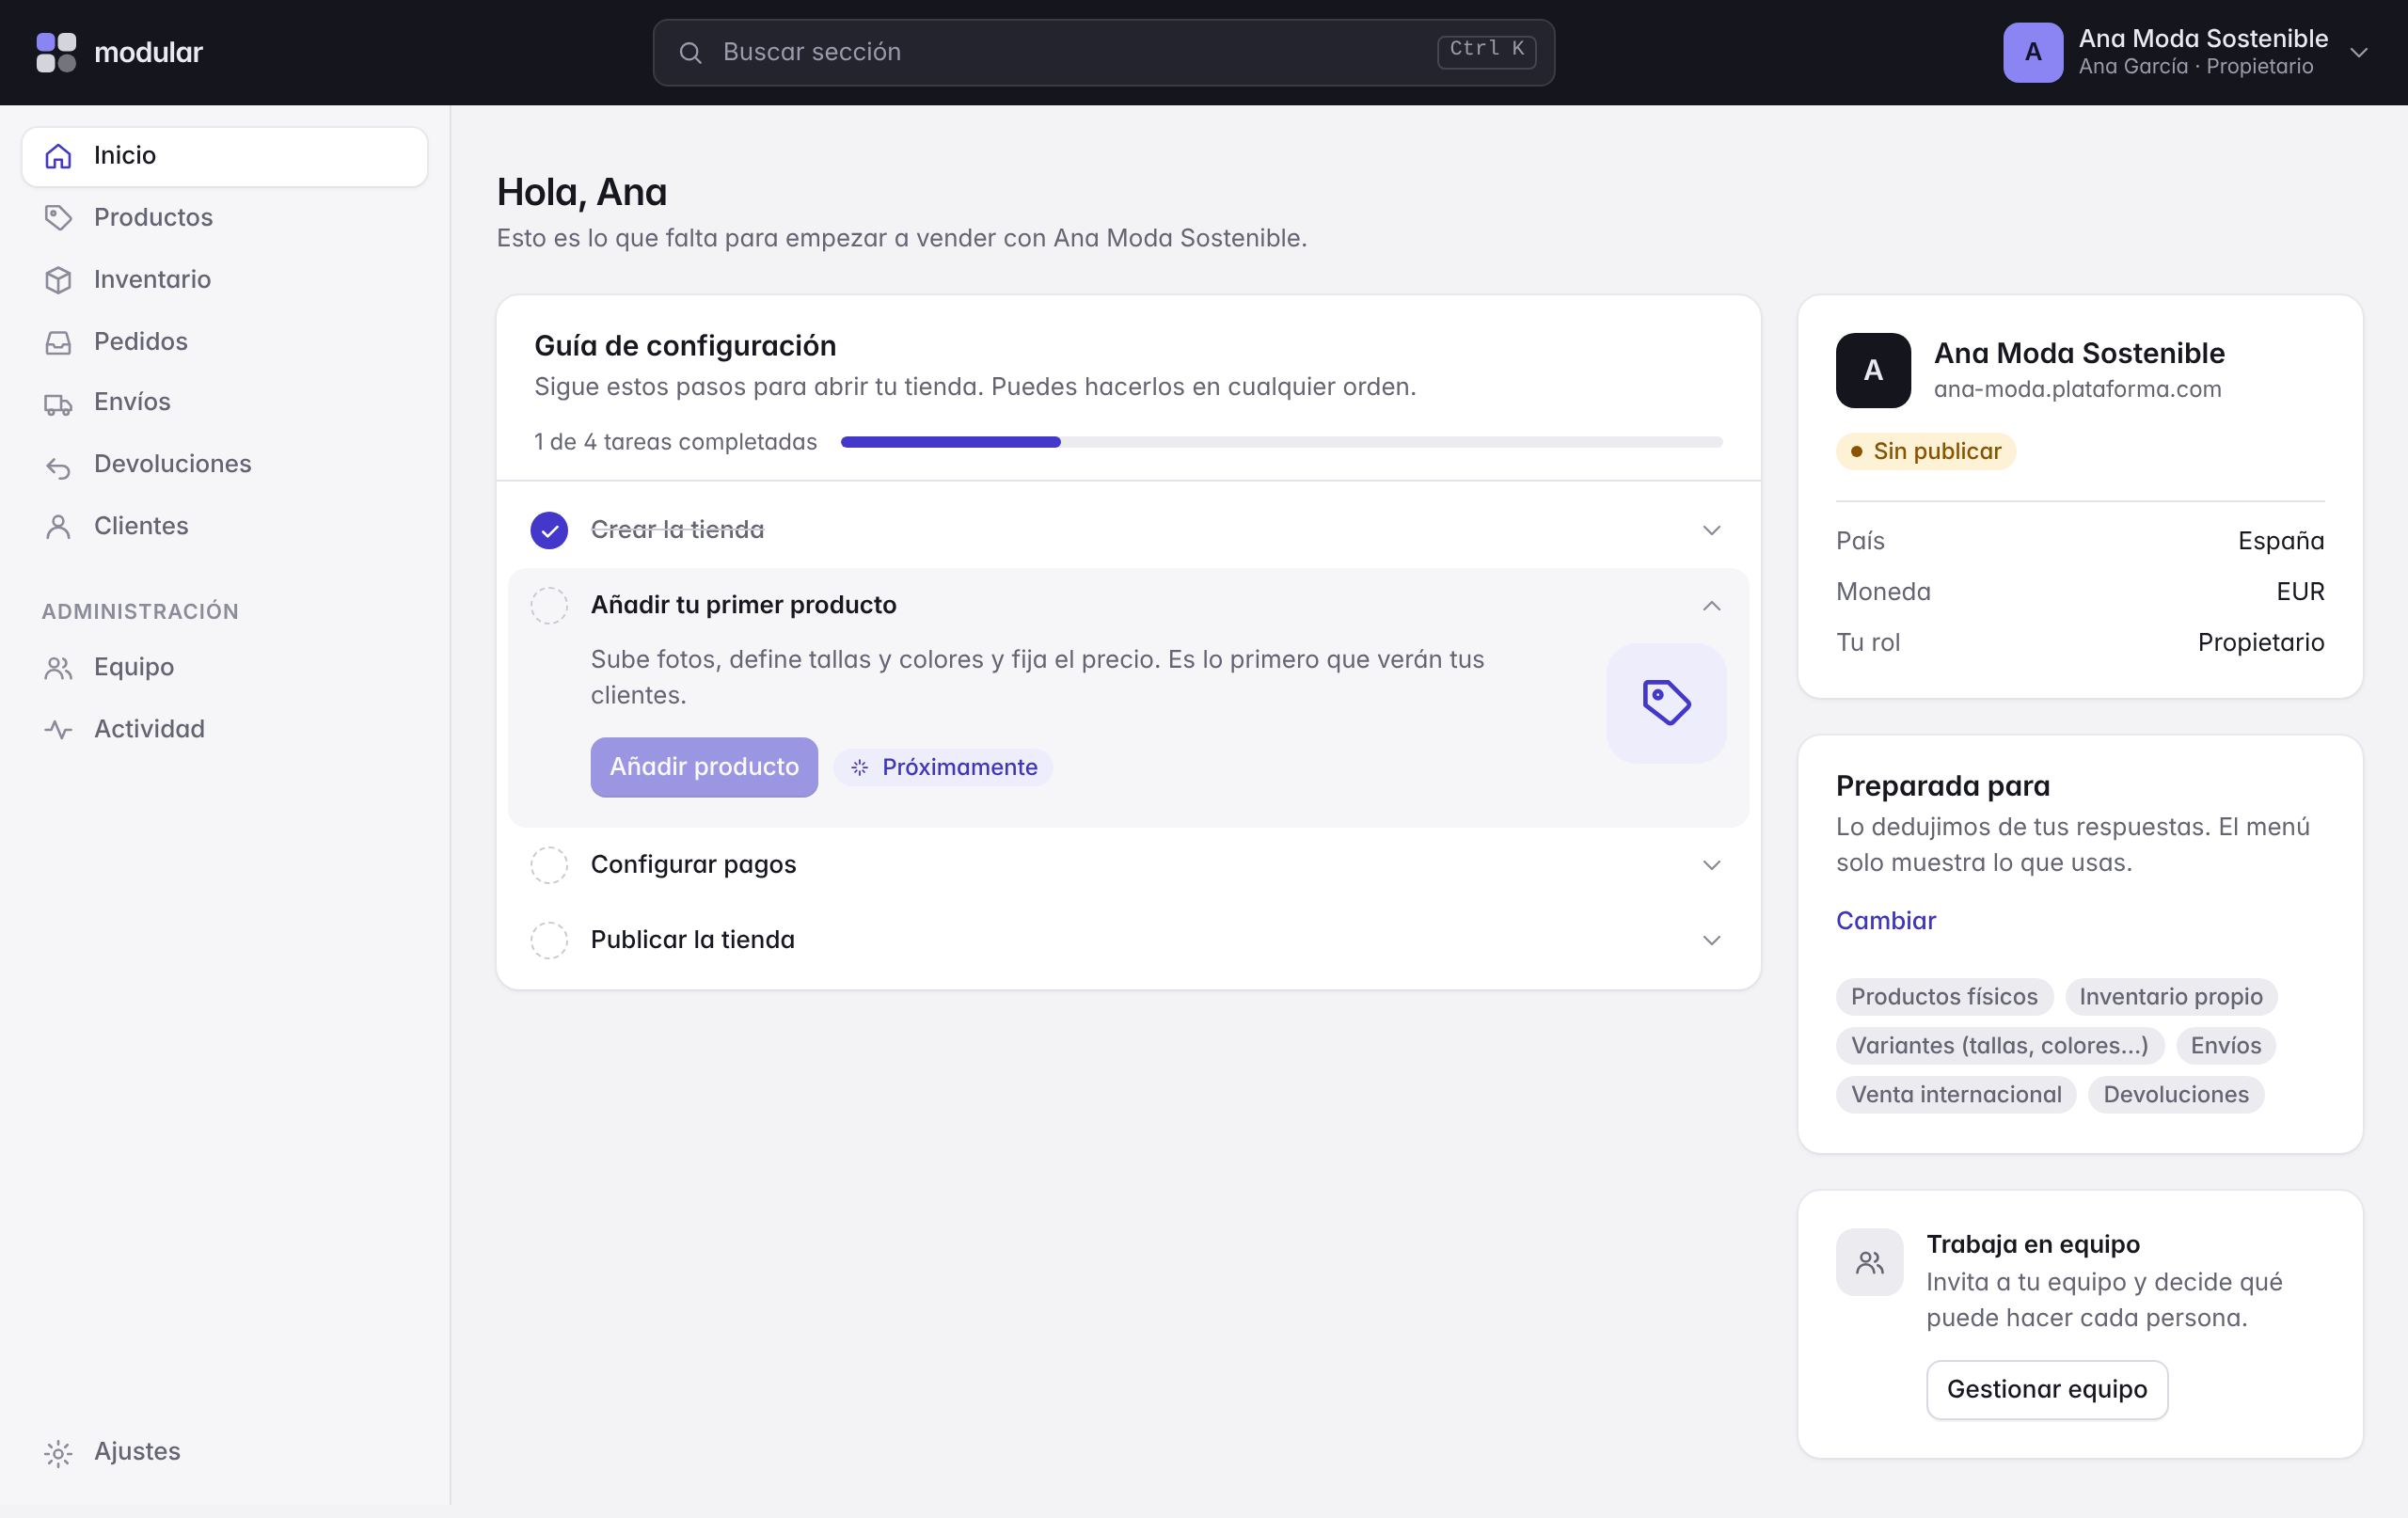 modular
Buscar sección
Ctrl K
A
Ana Moda Sostenible
Ana García · Propietario
Inicio
Productos
Inventario
Pedidos
Envíos
Devoluciones
Clientes
ADMINISTRACIÓN
Equipo
Actividad
Ajustes
Hola, Ana
Esto es lo que falta para empezar a vender con Ana Moda Sostenible.
Guía de configuración
Sigue estos pasos para abrir tu tienda. Puedes hacerlos en cualquier orden.
1 de 4 tareas completadas
Crear la tienda
Añadir tu primer producto
Sube fotos, define tallas y colores y fija el precio. Es lo primero que verán tus
clientes.
Añadir producto
Próximamente
Configurar pagos
Publicar la tienda
A
Ana Moda Sostenible
ana-moda.plataforma.com
Sin publicar
País España
Moneda EUR
Tu rol Propietario
Preparada para
Lo dedujimos de tus respuestas. El menú
solo muestra lo que usas.
Cambiar
Productos físicos Inventario propio
Variantes (tallas, colores...) Envíos
Venta internacional Devoluciones
Trabaja en equipo
Invita a tu equipo y decide qué
puede hacer cada persona.
Gestionar equipo